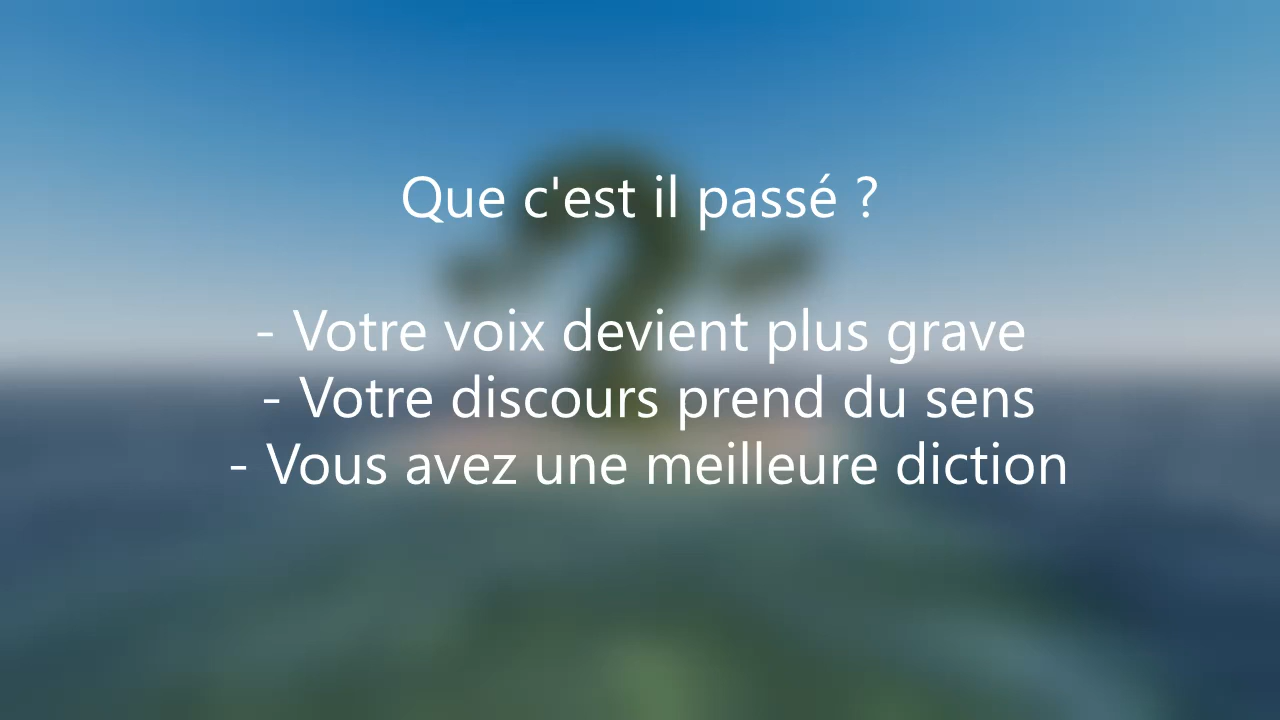 Que c'est il passé ?
- Votre voix devient plus grave
- Votre discours prend du sens
- Vous avez une meilleure diction